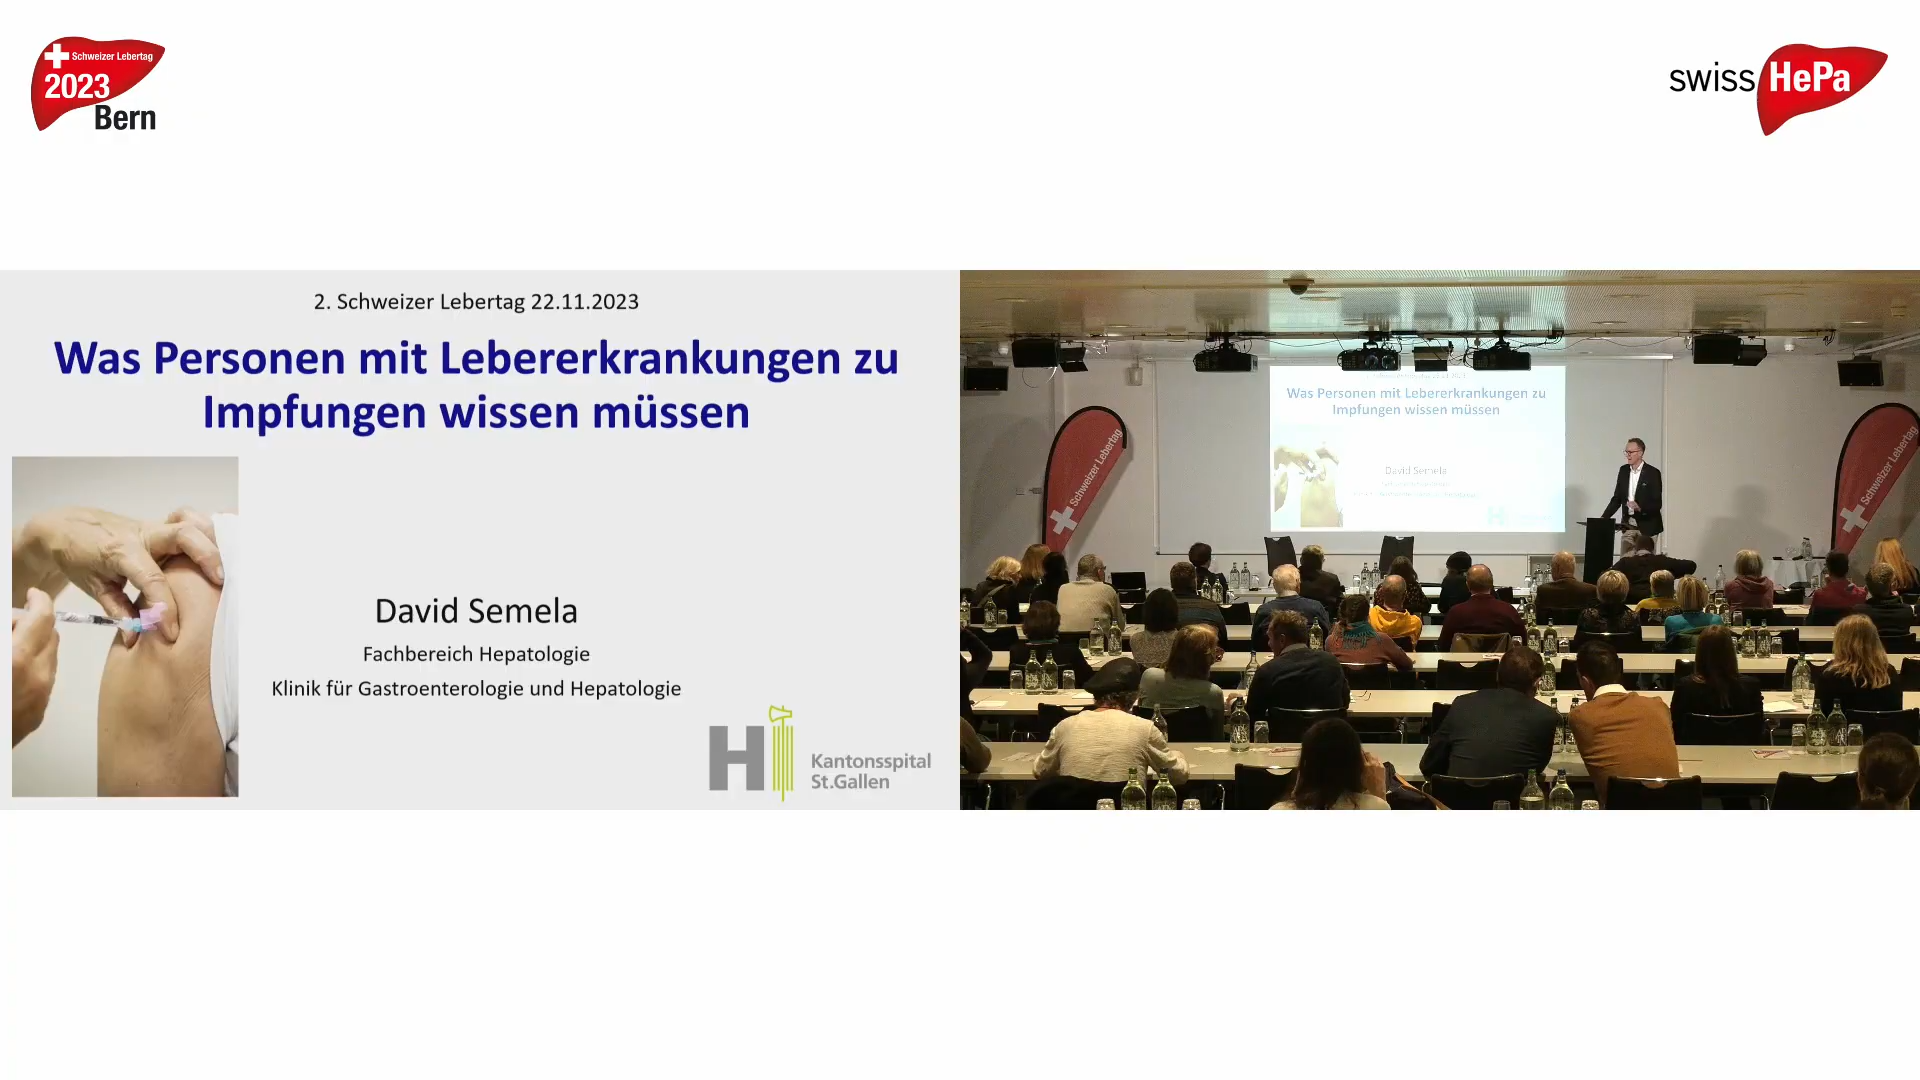 Schweizer Lebertag
2023
Bern
swiss HePa
2. Schweizer Lebertag 22.11.2023
Was Personen mit Lebererkrankungen zu
Impfungen wissen müssen
David Semela
Fachbereich Hepatologie
Klinik für Gastroenterologie und Hepatologie
Kantonsspital
St.Gallen
Was Personen mit Lebererkrankungen zu
Impfungen wissen müssen
David Semela
Schweizer Lebertag
Schweizer Lebertag